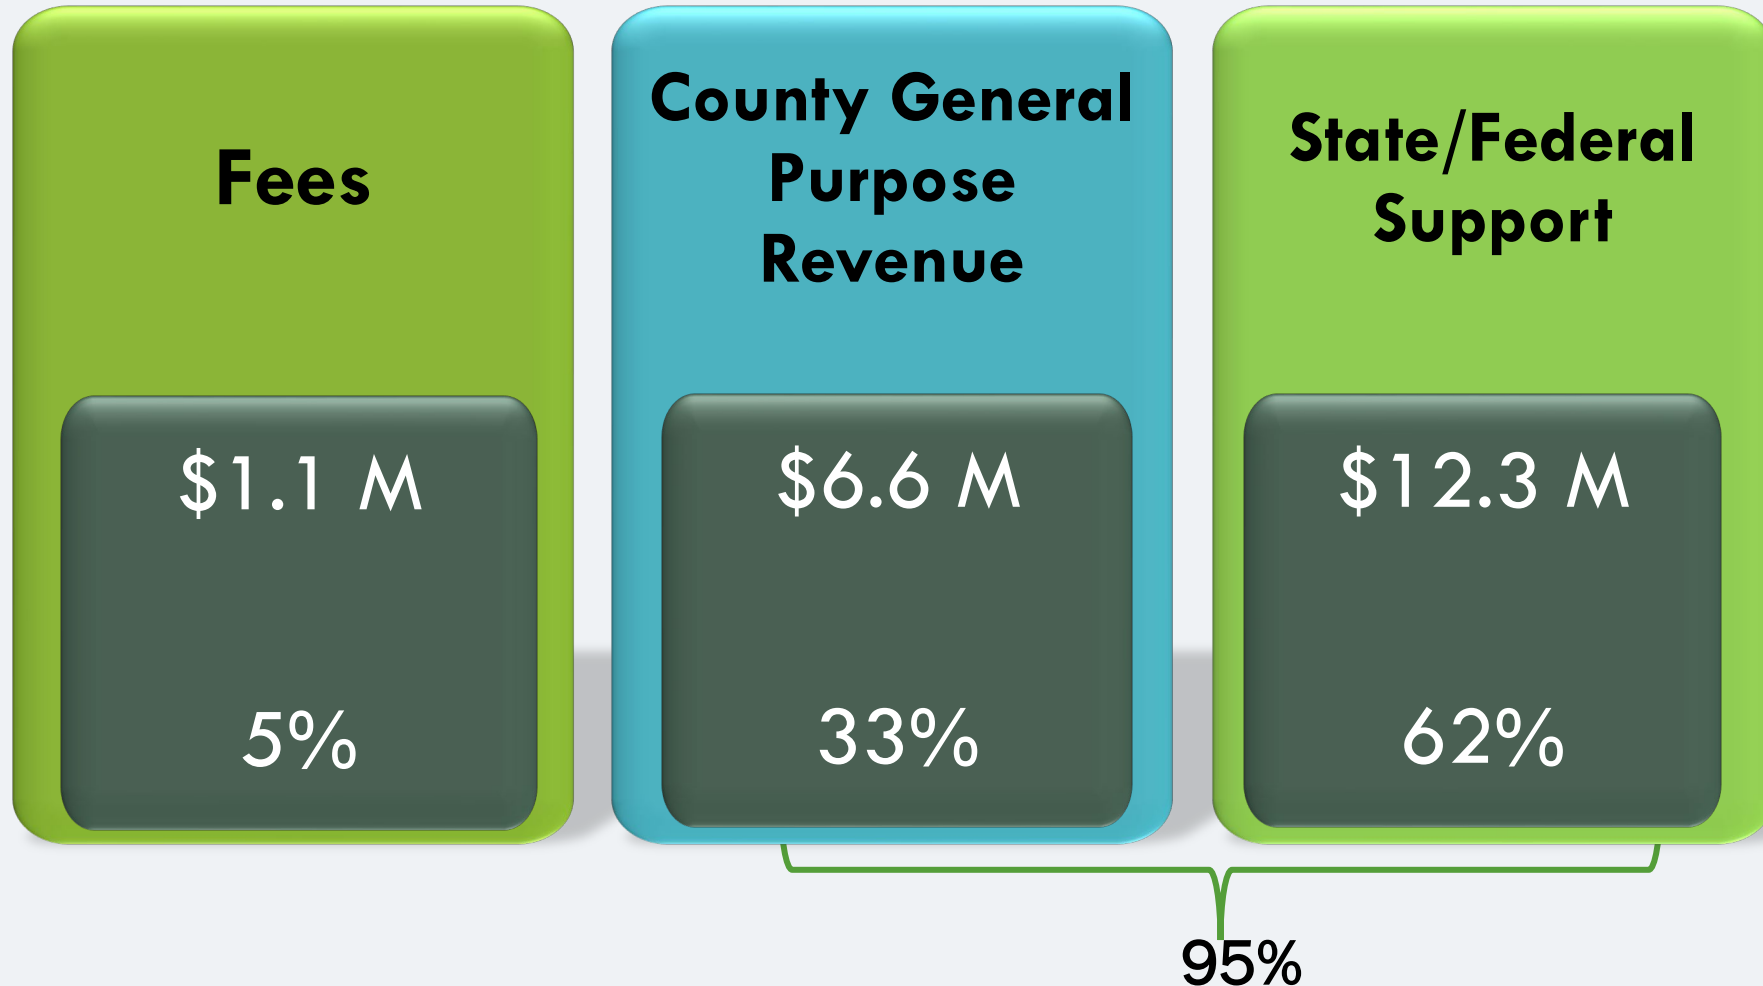 Fees
$1.1 M
5%
County General
Purpose
Revenue
$6.6 M
33%
State/Federal
Support
$12.3 M
62%
95%